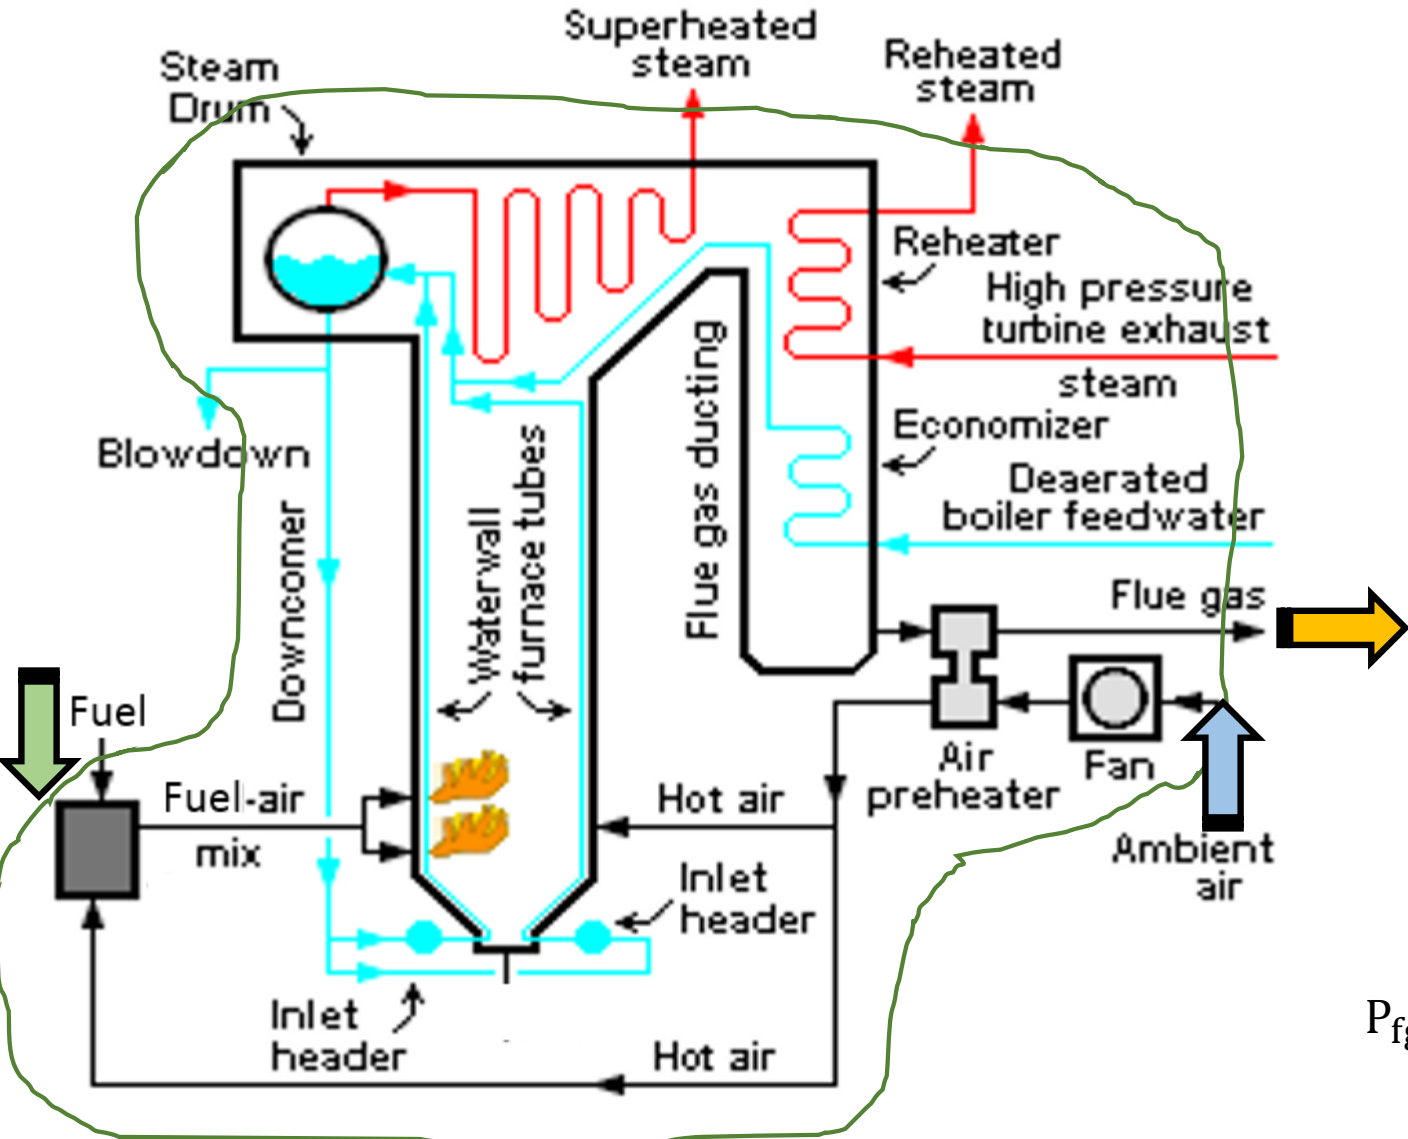 Superheated
steam
Reheated
steam
Steam
Drum
Reheater
High pressure
turbine exhaust
steam
Economizer
Deaerated
boiler feedwater
Flue gas ducting
Blowdown
Downcomer
Waterwall
furnace tubes
Flue gas
Fuel
Fuel-air
mix
Hot air
Air
preheater
Fan
Ambient
air
Inlet
header
Inlet
header
Hot air